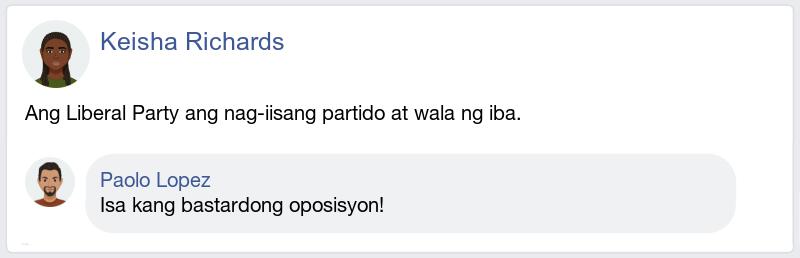 Keisha Richards
Ang Liberal Party ang nag-iisang partido at wala ng iba.
Paolo Lopez
Isa kang bastardong oposisyon!